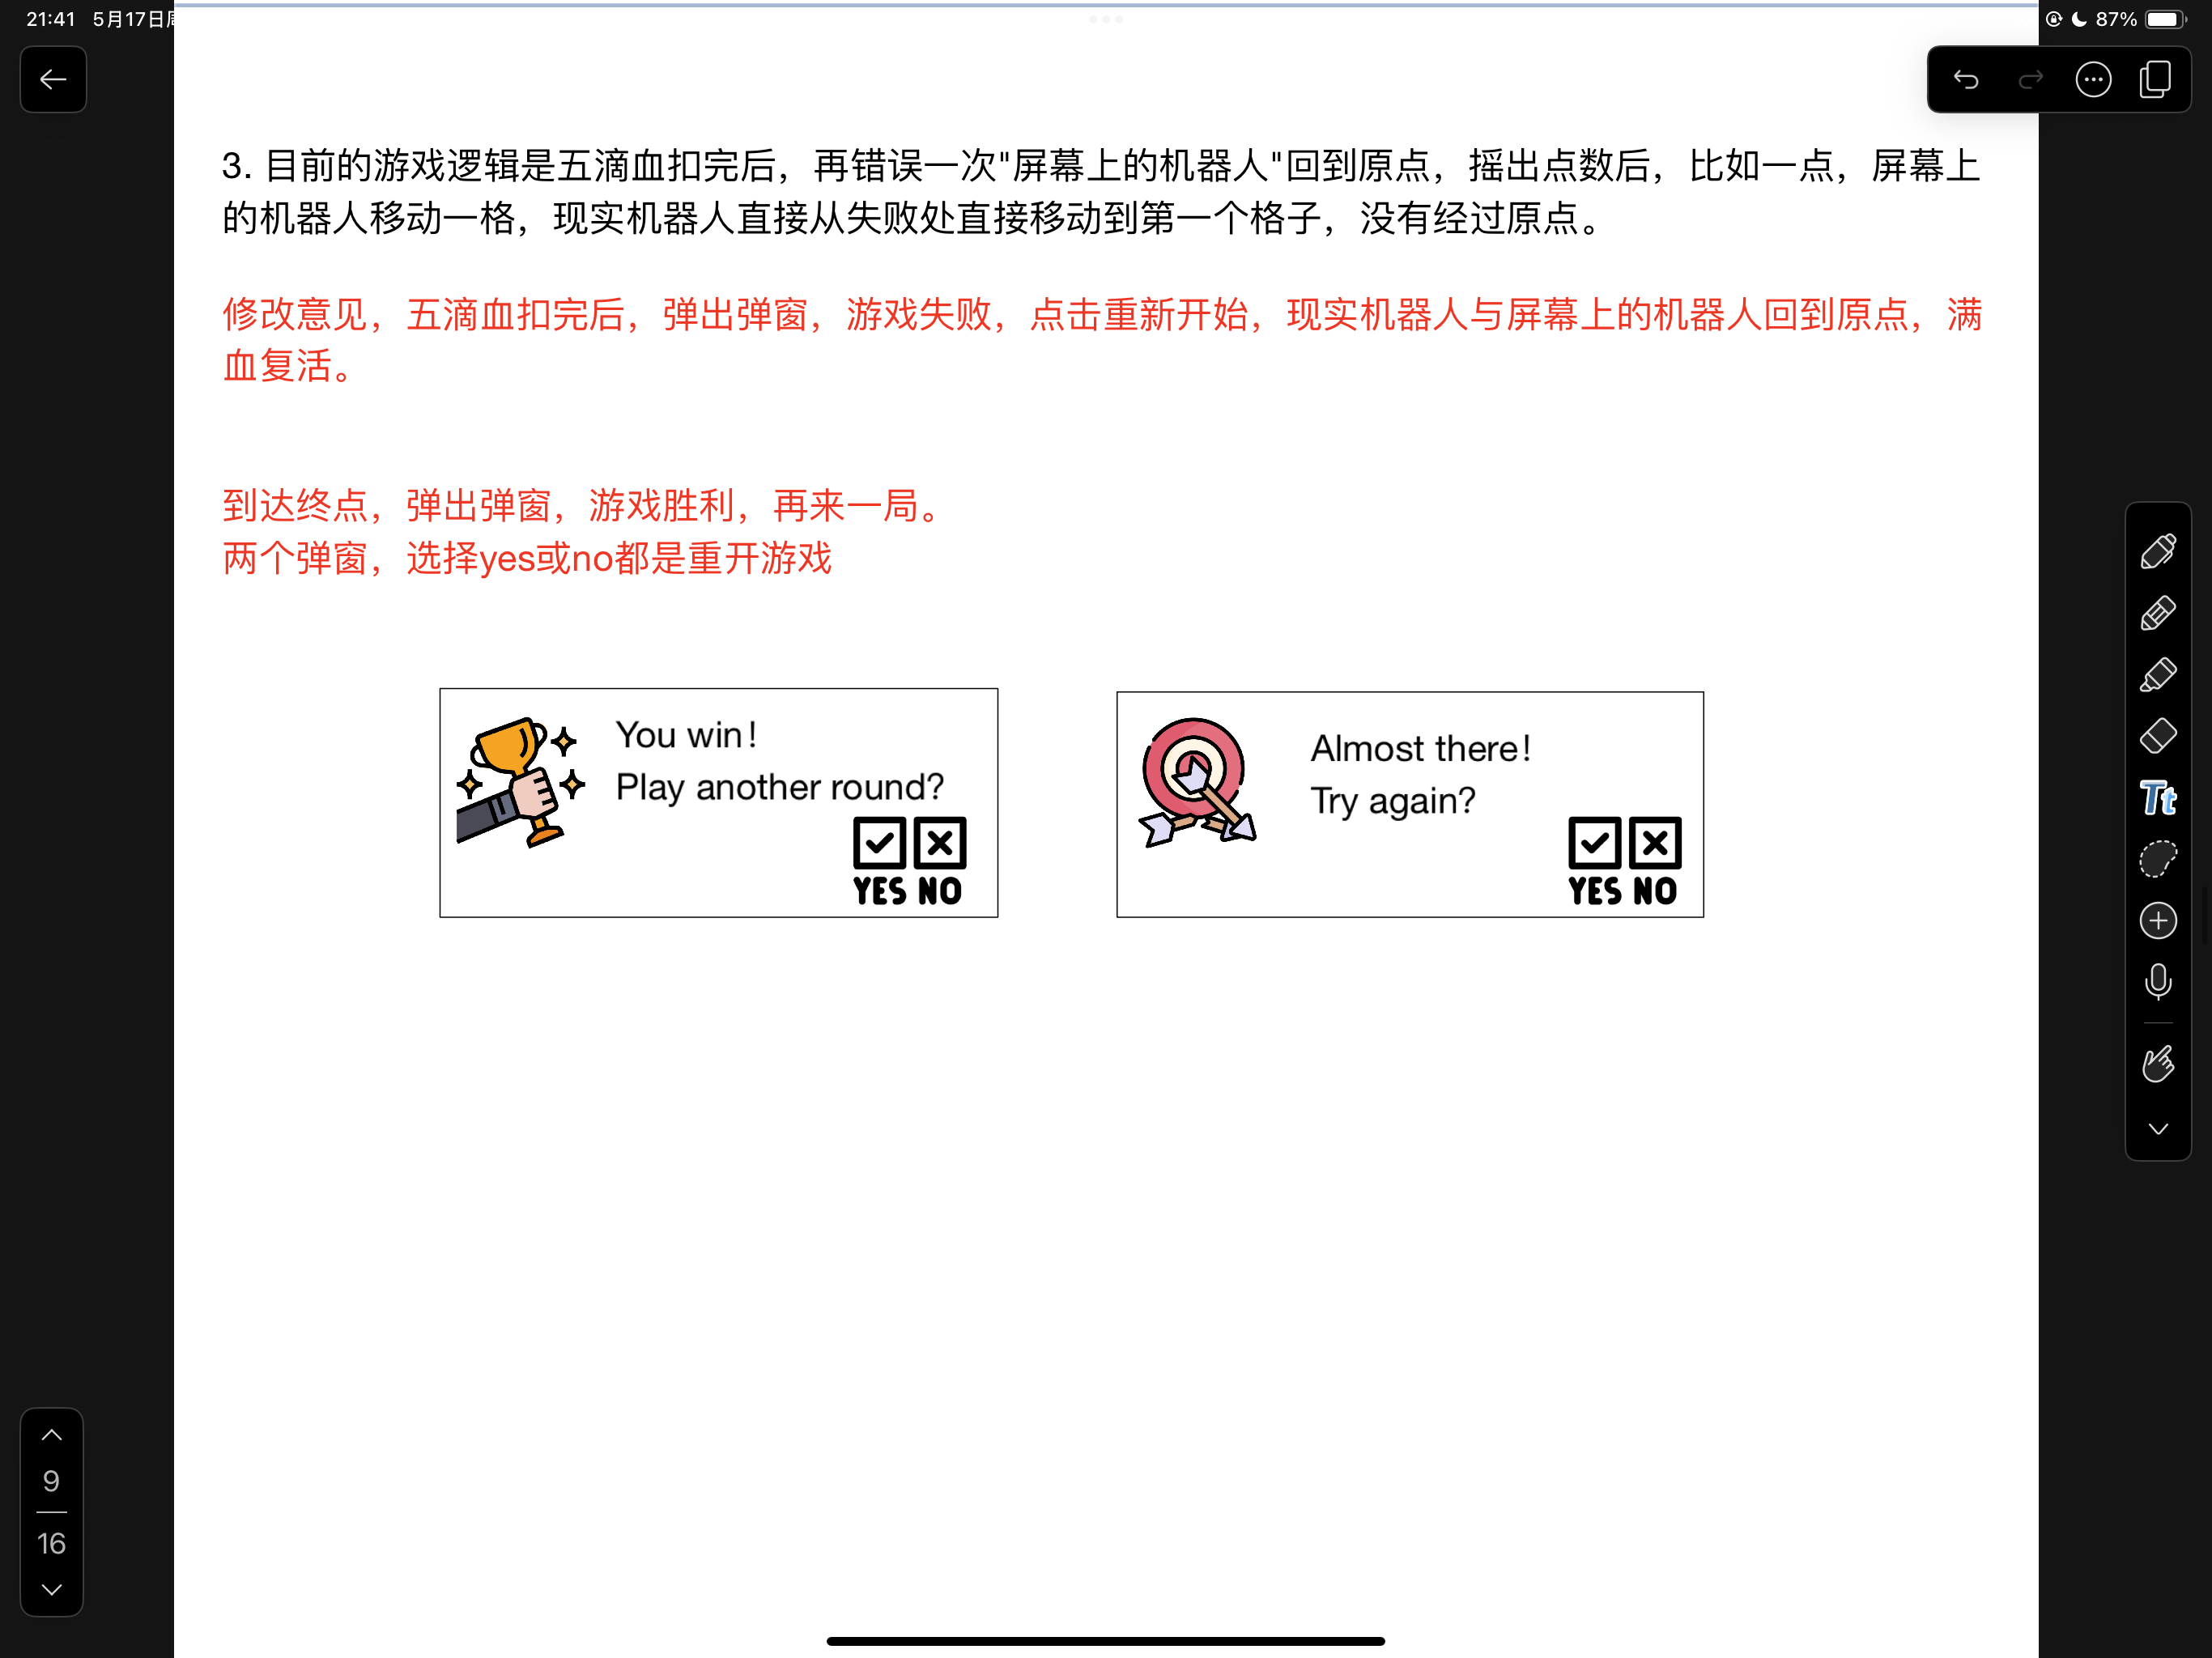 21:41 5月17日
87%
3. 目前的游戏逻辑是五滴血扣完后，再错误一次"屏幕上的机器人"回到原点，摇出点数后，比如一点，屏幕上
的机器人移动一格，现实机器人直接从失败处直接移动到第一个格子，没有经过原点。
修改意见，五滴血扣完后，弹出弹窗，游戏失败，点击重新开始，现实机器人与屏幕上的机器人回到原点，满
血复活。
到达终点，弹出弹窗，游戏胜利，再来一局。
两个弹窗，选择yes或no都是重开游戏
You win！
Play another round?
YES NO
Almost there！
Try again?
YES NO
Tt
9
16